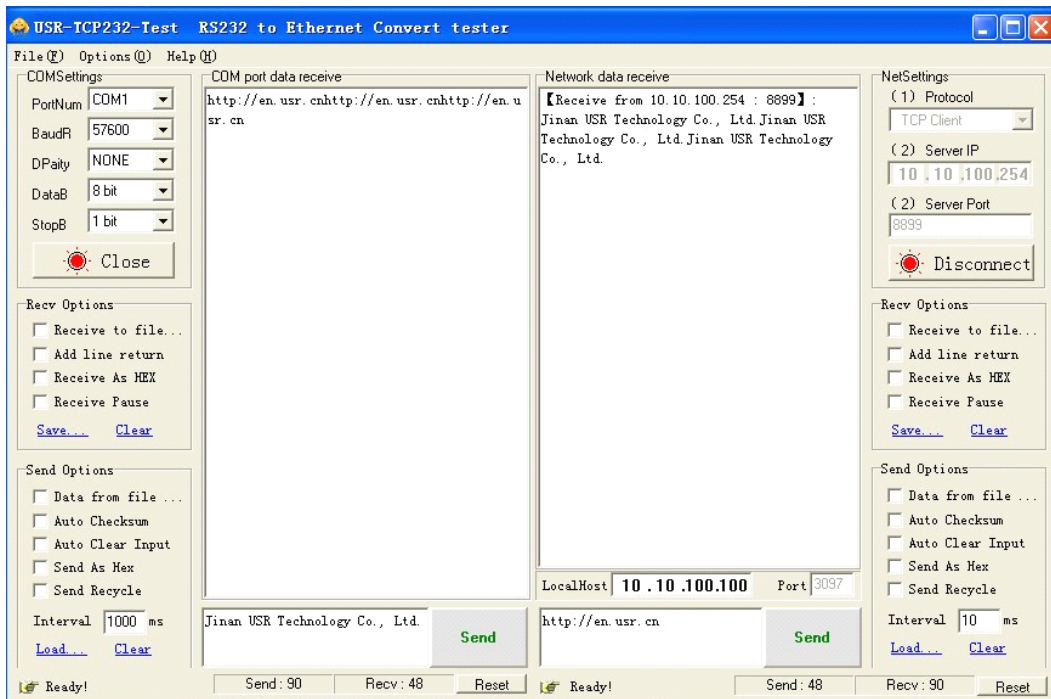 USR-TCP232-Test RS232 to Ethernet Convert tester
File(F) Options(O) Help(H)
COMSettings
PortNum COM1
BaudR 57600
DPaity NONE
DataB 8 bit
StopB 1 bit
Close
Recv Options
Receive to file...
Add line return
Receive As HEX
Receive Pause
Save... Clear
Send Options
Data from file ...
Auto Checksum
Auto Clear Input
Send As Hex
Send Recycle
Interval 1000 ms
Load... Clear
COM port data receive
http://en.usr.cnhttp://en.usr.cnhttp://en.u
sr.cn
Jinan USR Technology Co., Ltd.
Send
Network data receive
【Receive from 10.10.100.254 : 8899】:
Jinan USR Technology Co., Ltd.Jinan USR
Technology Co., Ltd.Jinan USR Technology
Co., Ltd.
LocalHost 10 . 10 .100.100 Port 3097
http://en.usr.cn
Send
NetSettings
(1) Protocol
TCP Client
(2) Server IP
10 . 10 .100.254
(2) Server Port
8899
Disconnect
Recv Options
Receive to file...
Add line return
Receive As HEX
Receive Pause
Save... Clear
Send Options
Data from file ...
Auto Checksum
Auto Clear Input
Send As Hex
Send Recycle
Interval 10 ms
Load... Clear
Ready! Send : 90 Recv : 48 Reset
Ready! Send : 48 Recv : 90 Reset